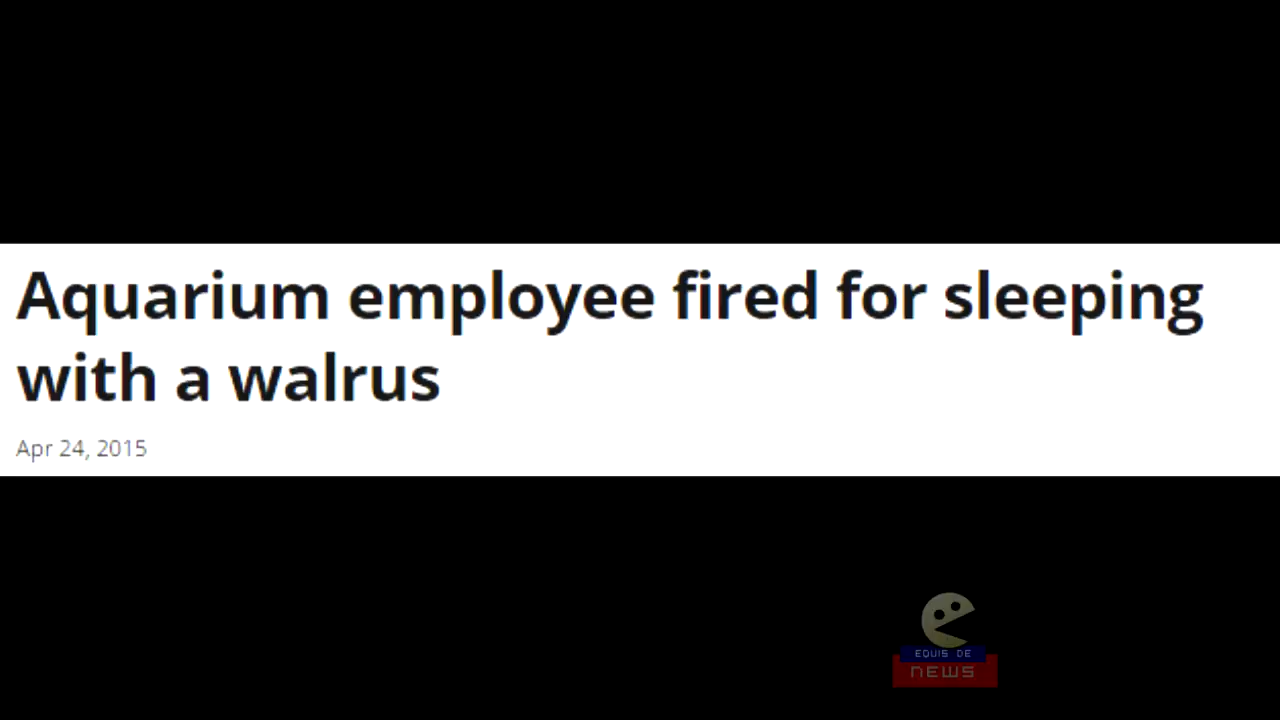 Aquarium employee fired for sleeping
with a walrus
Apr 24, 2015
EQUIS DE
NEWS